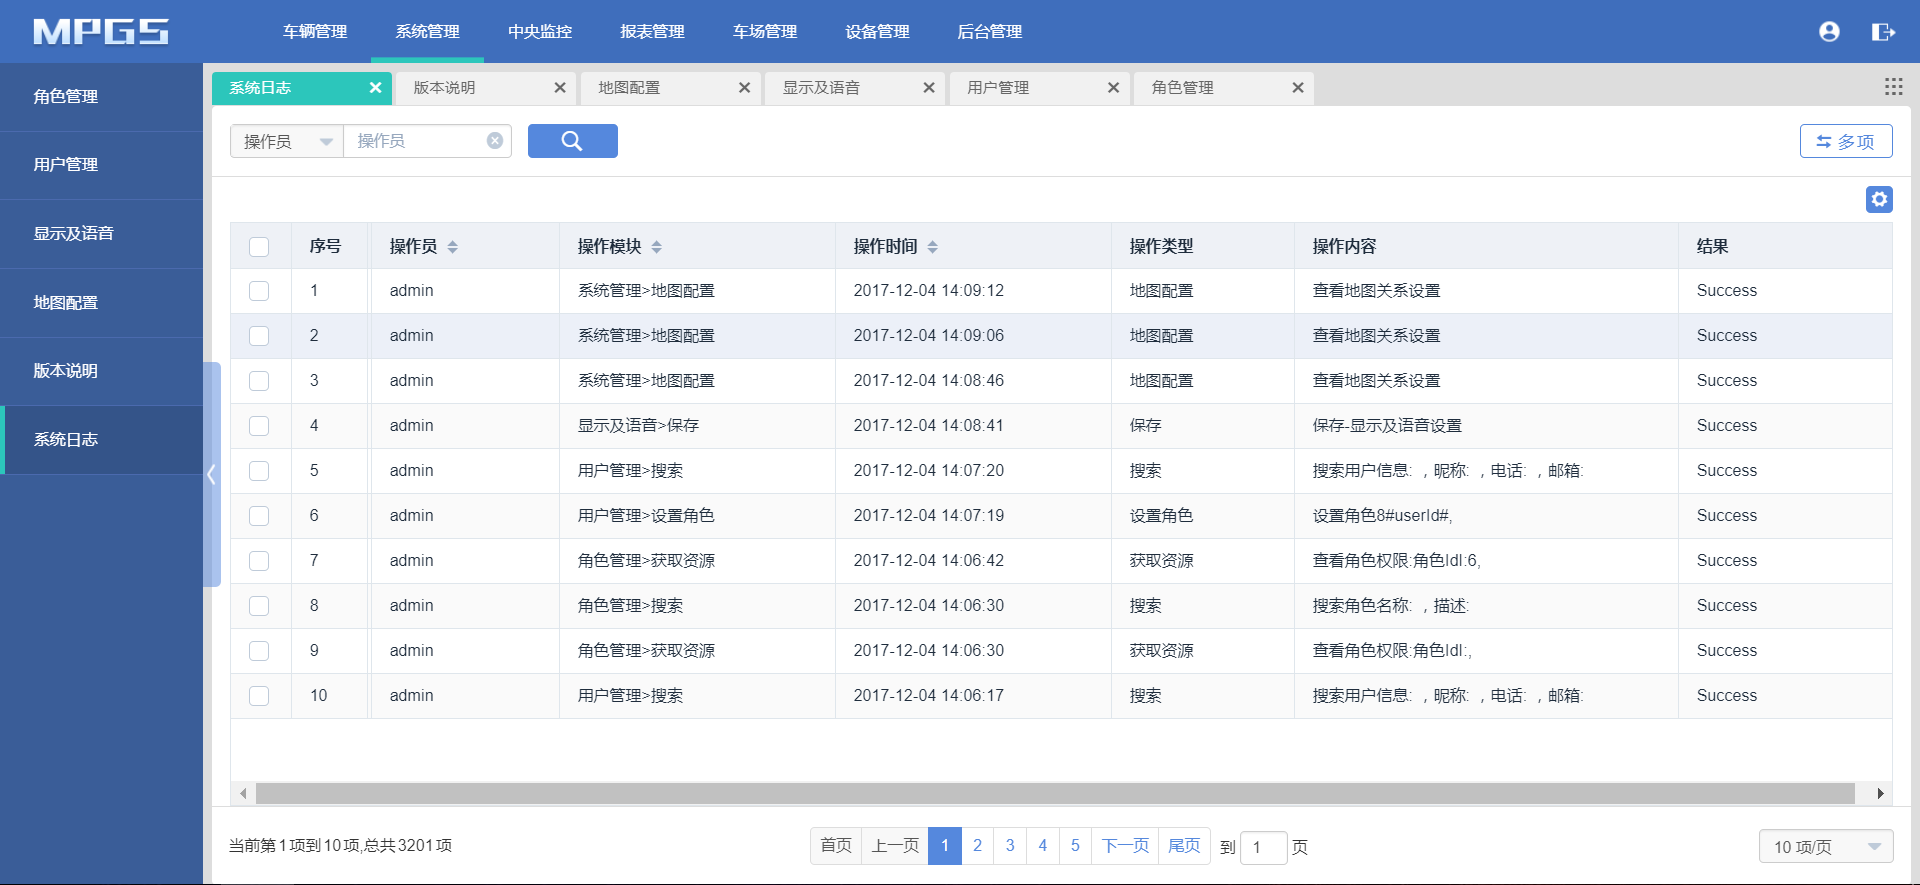 MPGS 车辆管理 系统管理 中央监控 报表管理 车场管理 设备管理 后台管理
角色管理
用户管理
显示及语音
地图配置
版本说明
系统日志
系统日志 版本说明 地图配置 显示及语音 用户管理 角色管理
操作员 操作员 多项
序号 操作员 操作模块 操作时间 操作类型 操作内容 结果
1 admin 系统管理>地图配置 2017-12-04 14:09:12 地图配置 查看地图关系设置 Success
2 admin 系统管理>地图配置 2017-12-04 14:09:06 地图配置 查看地图关系设置 Success
3 admin 系统管理>地图配置 2017-12-04 14:08:46 地图配置 查看地图关系设置 Success
4 admin 显示及语音>保存 2017-12-04 14:08:41 保存 保存-显示及语音设置 Success
5 admin 用户管理>搜索 2017-12-04 14:07:20 搜索 搜索用户信息: , 昵称: , 电话: , 邮箱: Success
6 admin 用户管理>设置角色 2017-12-04 14:07:19 设置角色 设置角色8#userId#, Success
7 admin 角色管理>获取资源 2017-12-04 14:06:42 获取资源 查看角色权限:角色IdI:6, Success
8 admin 角色管理>搜索 2017-12-04 14:06:30 搜索 搜索角色名称: , 描述: Success
9 admin 角色管理>获取资源 2017-12-04 14:06:30 获取资源 查看角色权限:角色IdI:, Success
10 admin 用户管理>搜索 2017-12-04 14:06:17 搜索 搜索用户信息: , 昵称: , 电话: , 邮箱: Success
当前第1项到10项,总共3201项 首页 上一页 1 2 3 4 5 下一页 尾页 到 1 页 10 项/页